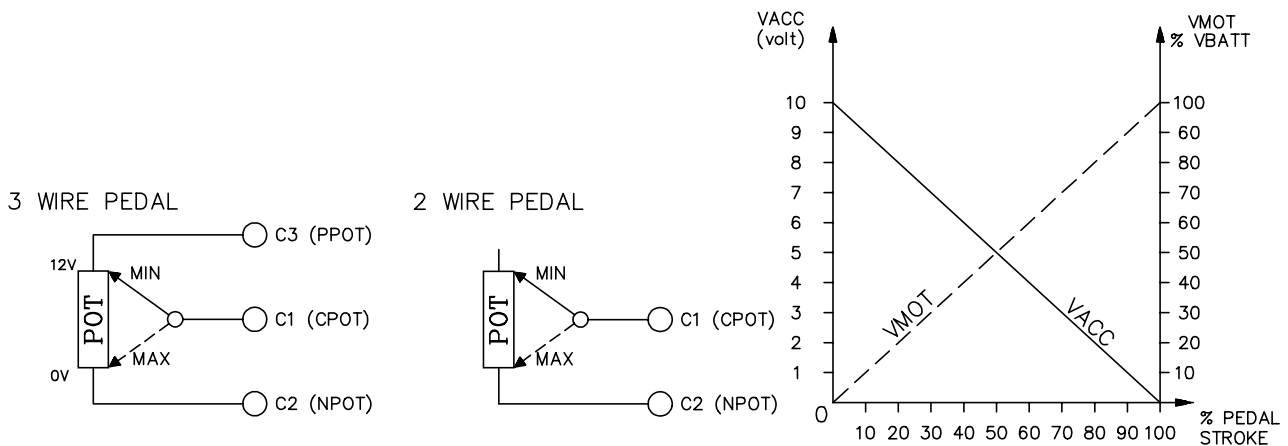 3 WIRE PEDAL
12V
MIN
POT
MAX
0V
C3 (PPOT)
C1 (CPOT)
C2 (NPOT)
2 WIRE PEDAL
MIN
POT
MAX
C1 (CPOT)
C2 (NPOT)
VACC
(volt)
10
9
8
7
6
5
4
3
2
1
0
VMOT
VACC
VMOT
% VBATT
100
60
80
70
60
50
40
30
20
10
10 20 30 40 50 60 70 80 90 100
% PEDAL
STROKE